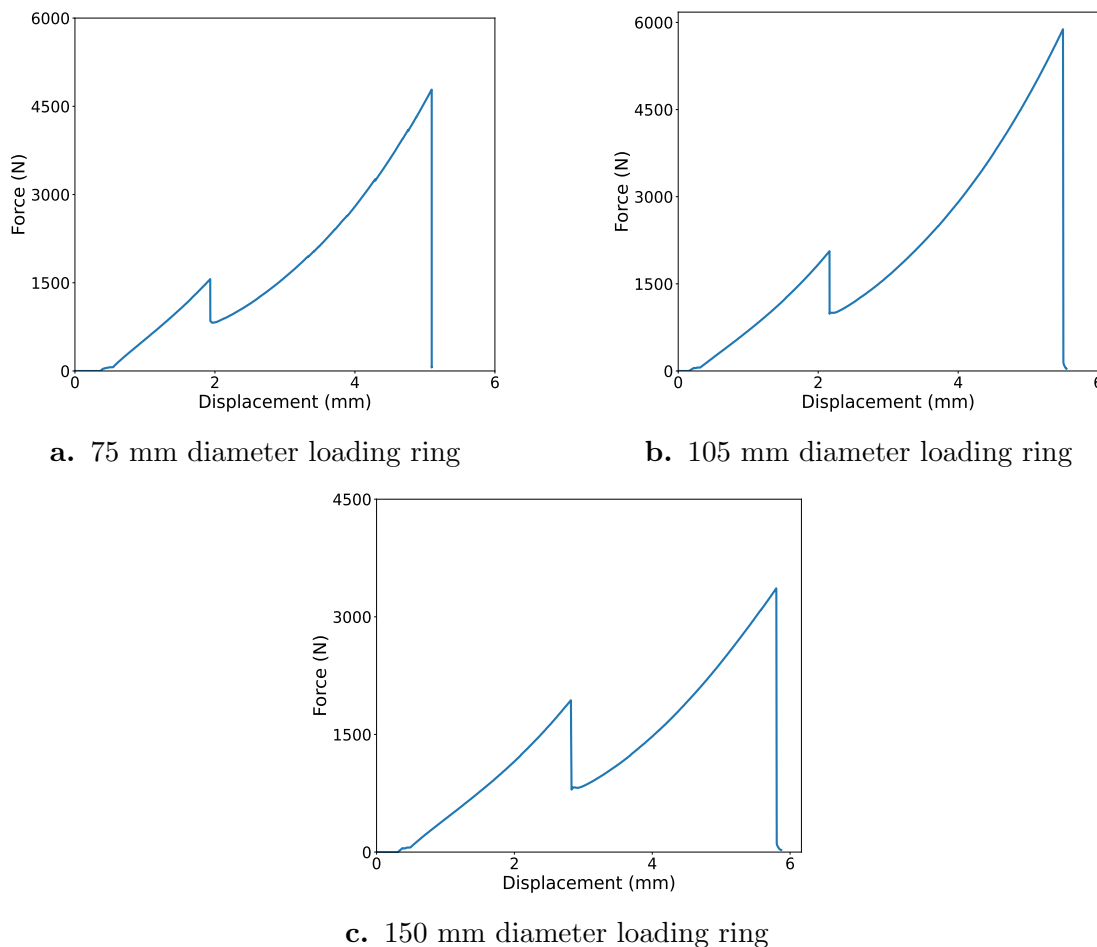 6000
4500
3000
1500
0
0 2 4 6
Force (N)
Displacement (mm)
a. 75 mm diameter loading ring
6000
4500
3000
1500
0
0 2 4 6
Force (N)
Displacement (mm)
b. 105 mm diameter loading ring
4500
3000
1500
0
0 2 4 6
Force (N)
Displacement (mm)
c. 150 mm diameter loading ring